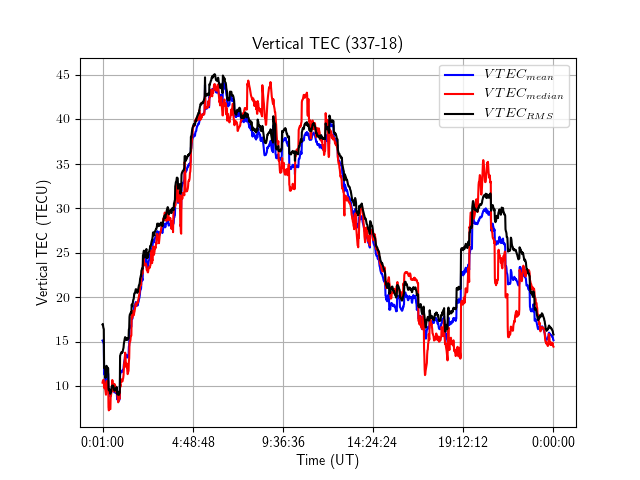 Vertical TEC (337-18)
VTEC_mean
VTEC_median
VTEC_RMS
45
40
35
30
25
20
15
10
Vertical TEC (TECU)
0:01:00 4:48:48 9:36:36 14:24:24 19:12:12 0:00:00
Time (UT)